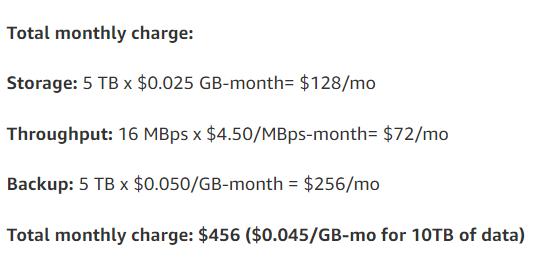 Total monthly charge:
Storage: 5 TB x $0.025 GB-month= $128/mo
Throughput: 16 MBps x $4.50/MBps-month= $72/mo
Backup: 5 TB x $0.050/GB-month = $256/mo
Total monthly charge: $456 ($0.045/GB-mo for 10TB of data)